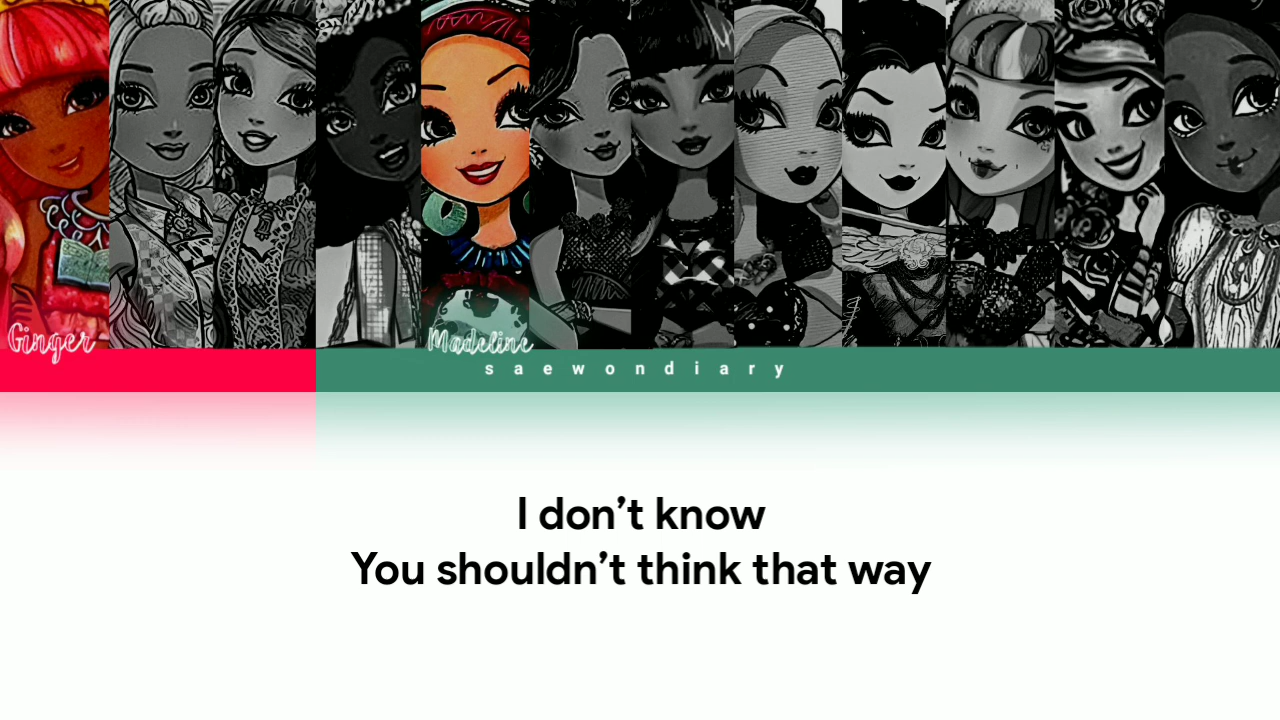 Ginger
Madeline
saewondiary
I don't know
You shouldn't think that way